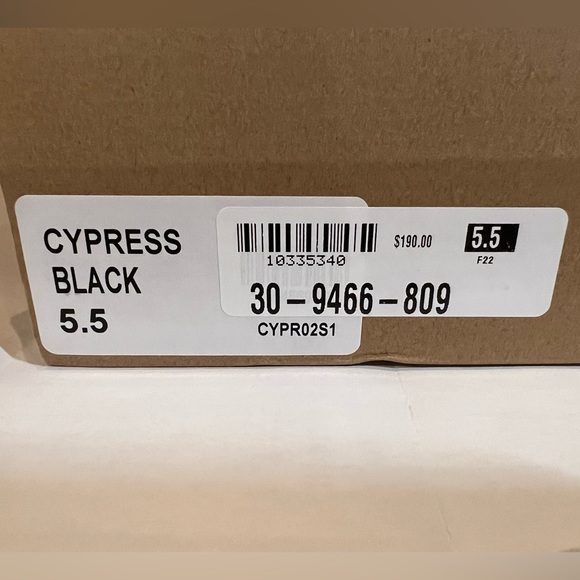 CYPRESS
BLACK
5.5
$190.00
5.5
10335340
F22
30-9466-809
CYPR02S1